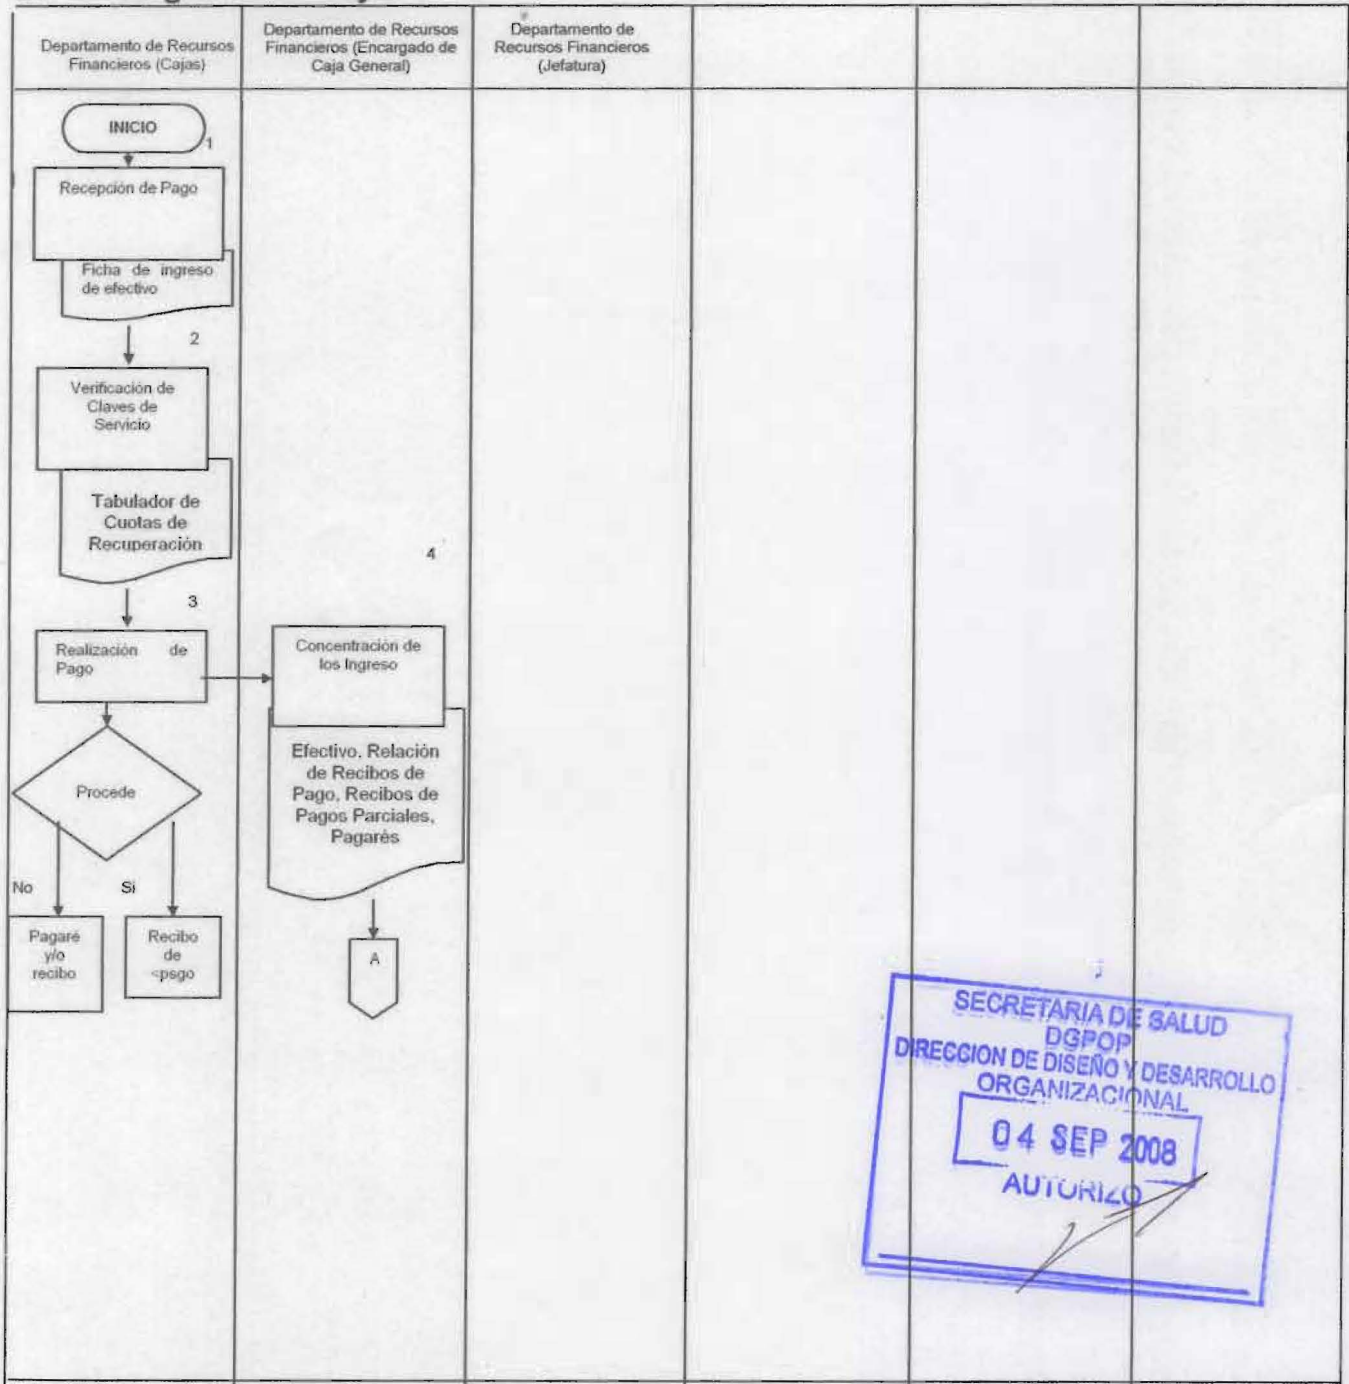 Departamento de Recursos
Financieros (Cajas)
Departamento de Recursos
Financieros (Encargado de
Caja General)
Departamento de
Recursos Financieros
(Jefatura)
INICIO
1
Recepción de Pago
Ficha de ingreso
de efectivo
2
Verificación de
Claves de
Servicio
Tabulador de
Cuotas de
Recuperación
3
Realización de
Pago
Procede
No
Si
Pagaré
y/o
recibo
Recibo
de
<psgo
4
Concentración de
los Ingreso
Efectivo, Relación
de Recibos de
Pago, Recibos de
Pagos Parciales,
Pagarés
A
SECRETARIA DE SALUD
DGPOP
DIRECCION DE DISEÑO Y DESARROLLO
ORGANIZACIONAL
04 SEP 2008
AUTORIZO